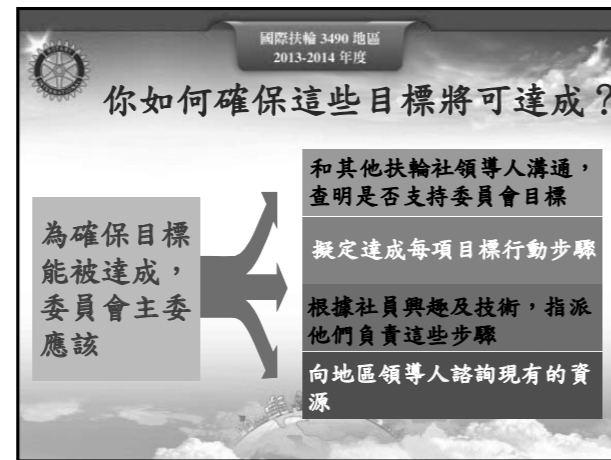 國際扶輪 3490 地區
2013-2014 年度
你如何確保這些目標將可達成？
為確保目標
能被達成，
委員會主委
應該
和其他扶輪社領導人溝通，
查明是否支持委員會目標
擬定達成每項目標行動步驟
根據社員興趣及技術，指派
他們負責這些步驟
向地區領導人諮詢現有的資
源